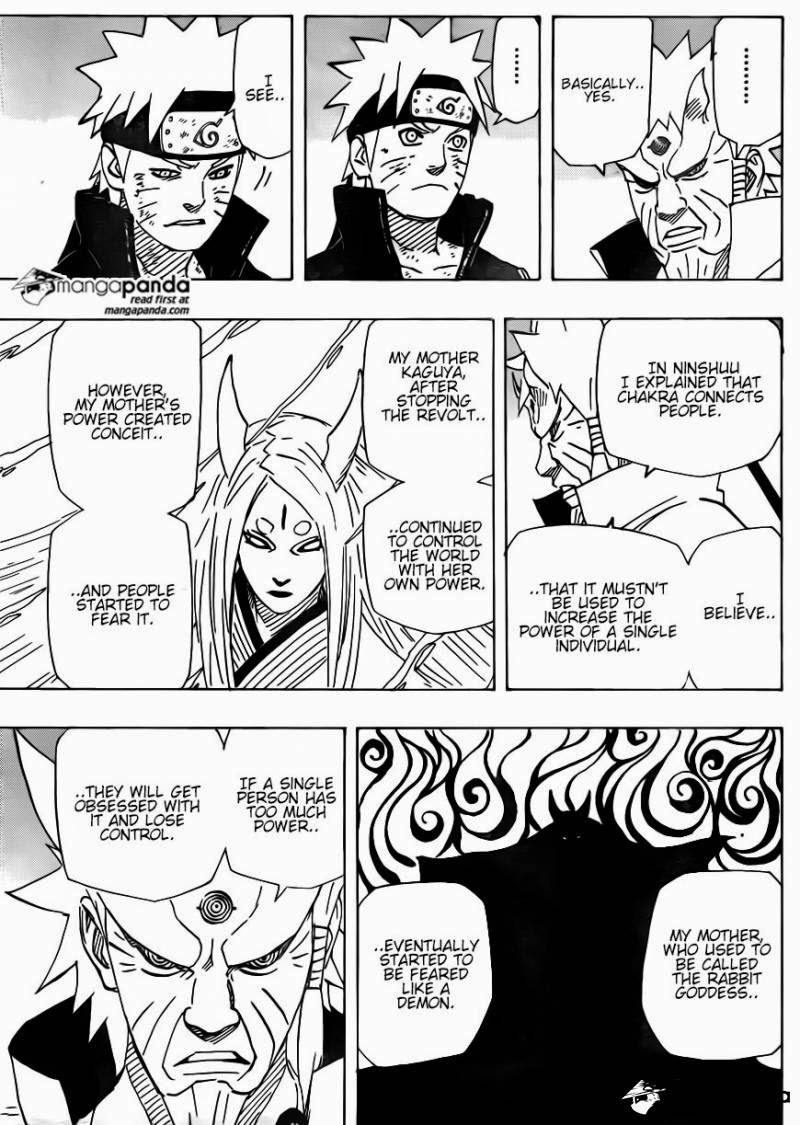 .........
BASICALLY..
YES.
.........
I
SEE..
IN NINSHUU
I EXPLAINED THAT
CHAKRA CONNECTS
PEOPLE.
I
BELIEVE..
..THAT IT MUSTN'T
BE USED TO
INCREASE THE
POWER OF A SINGLE
INDIVIDUAL.
MY MOTHER
KAGUYA,
AFTER
STOPPING
THE REVOLT..
..CONTINUED
TO CONTROL
THE WORLD
WITH HER
OWN POWER.
HOWEVER,
MY MOTHER'S
POWER CREATED
CONCEIT..
..AND PEOPLE
STARTED TO
FEAR IT.
MY MOTHER,
WHO USED TO
BE CALLED
THE RABBIT
GODDESS..
..EVENTUALLY
STARTED TO
BE FEARED
LIKE A
DEMON.
IF A SINGLE
PERSON HAS
TOO MUCH
POWER..
..THEY WILL GET
OBSESSED WITH
IT AND LOSE
CONTROL.
mangapanda
read first at
mangapanda.com